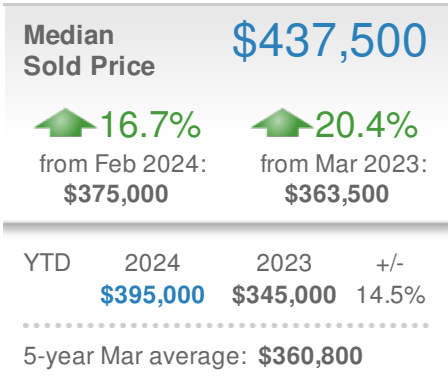 Median $437,500
Sold Price
16.7% 20.4%
from Feb 2024: from Mar 2023:
$375,000 $363,500
YTD 2024 2023 +/-
$395,000 $345,000 14.5%
5-year Mar average: $360,800